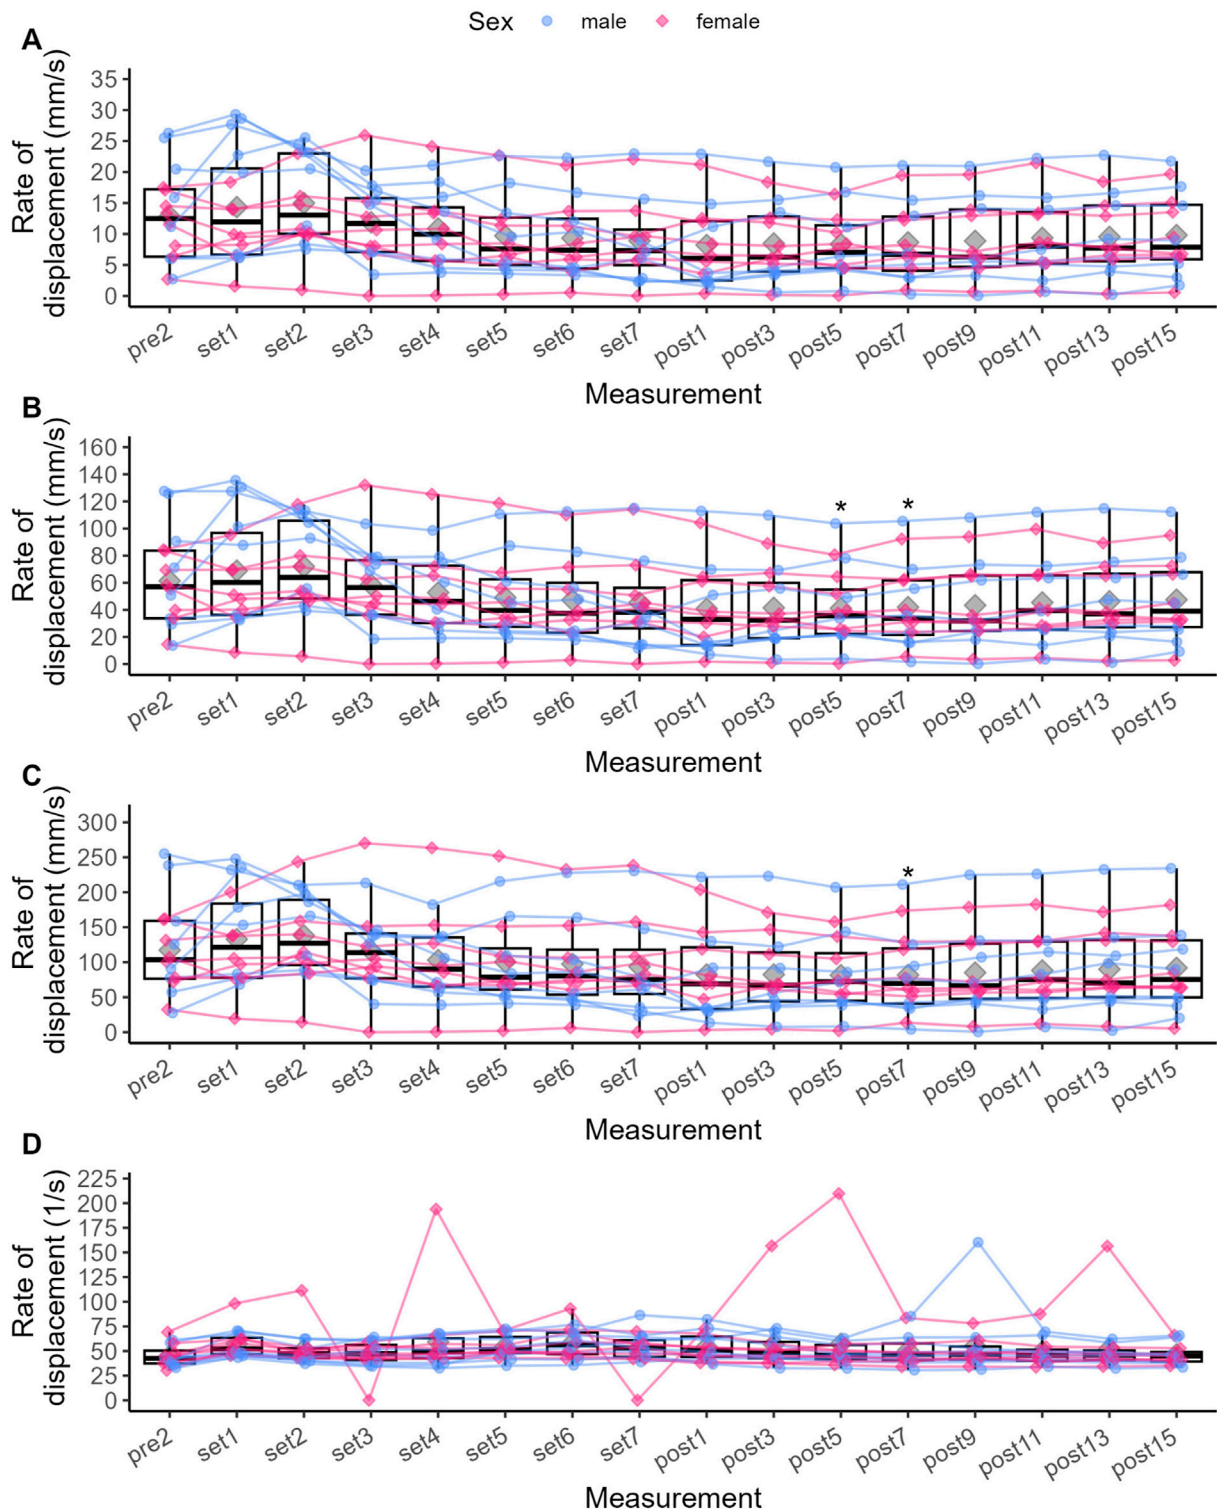 Sex male female
A
Rate of
displacement (mm/s)
35
30
25
20
15
10
5
0
pre2 set1 set2 set3 set4 set5 set6 set7 post1 post3 post5 post7 post9 post11 post13 post15
Measurement
B
Rate of
displacement (mm/s)
160
140
120
100
80
60
40
20
0
* *
pre2 set1 set2 set3 set4 set5 set6 set7 post1 post3 post5 post7 post9 post11 post13 post15
Measurement
C
Rate of
displacement (mm/s)
300
250
200
150
100
50
0
*
pre2 set1 set2 set3 set4 set5 set6 set7 post1 post3 post5 post7 post9 post11 post13 post15
Measurement
D
Rate of
displacement (1/s)
225
200
175
150
125
100
75
50
25
0
pre2 set1 set2 set3 set4 set5 set6 set7 post1 post3 post5 post7 post9 post11 post13 post15
Measurement